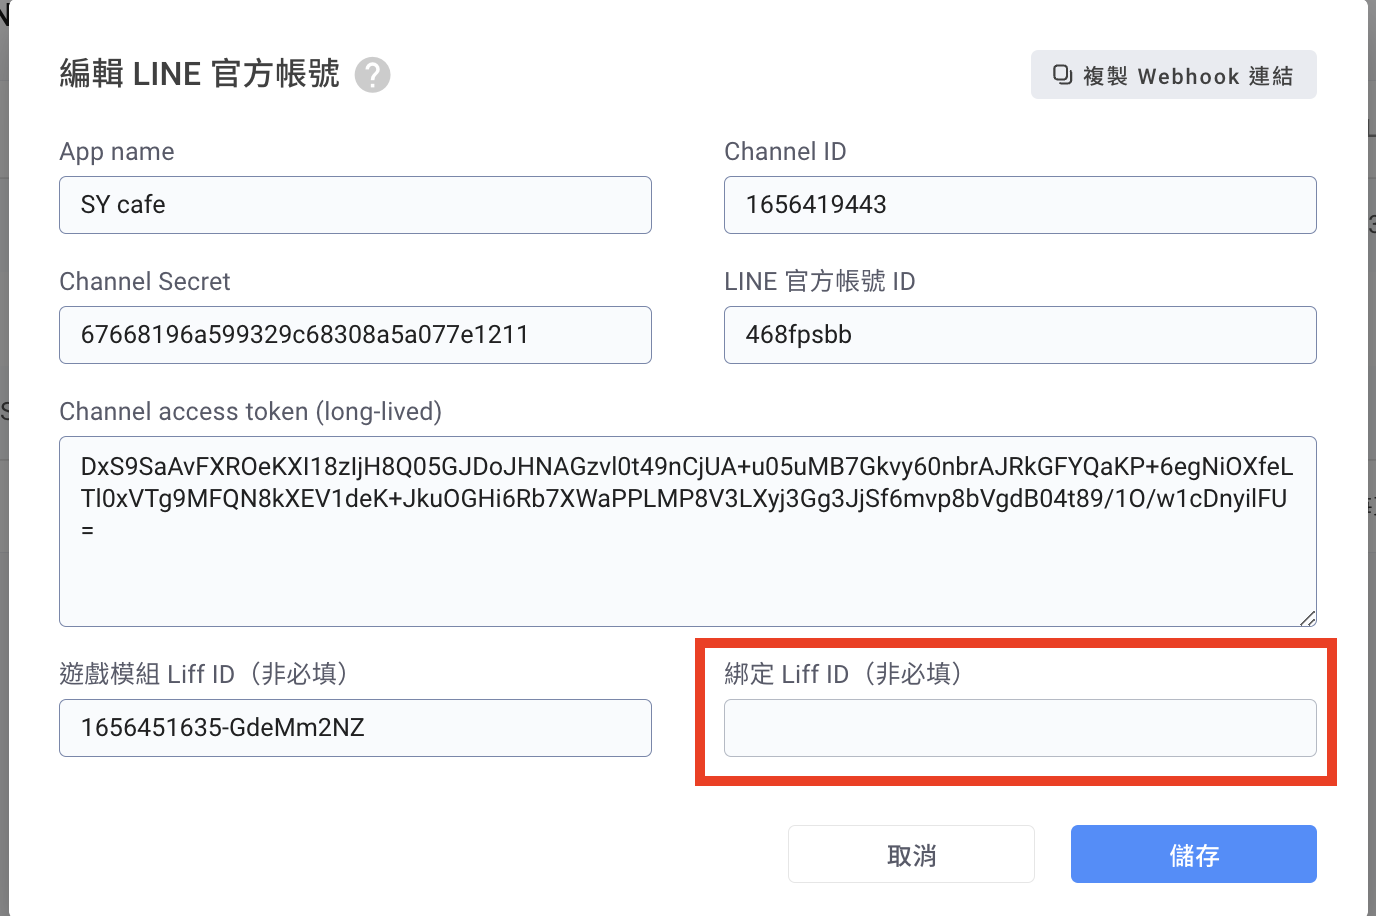 編輯 LINE 官方帳號 ?
複製 Webhook 連結
App name
SY cafe
Channel ID
1656419443
Channel Secret
67668196a599329c68308a5a077e1211
LINE 官方帳號 ID
468fpsbb
Channel access token (long-lived)
DxS9SaAvFXROeKXI18zIjH8Q05GJDoJHNAGzvl0t49nCjUA+u05uMB7Gkvy60nbrAJRkGFYQaKP+6egNiOXfeL
Tl0xVTg9MFQN8kXEV1deK+JkuOGHi6Rb7XWaPPLMP8V3LXyj3Gg3JjSf6mvp8bVgdB04t89/1O/w1cDnyilFU
=
遊戲模組 Liff ID（非必填）
1656451635-GdeMm2NZ
綁定 Liff ID（非必填）
取消
儲存